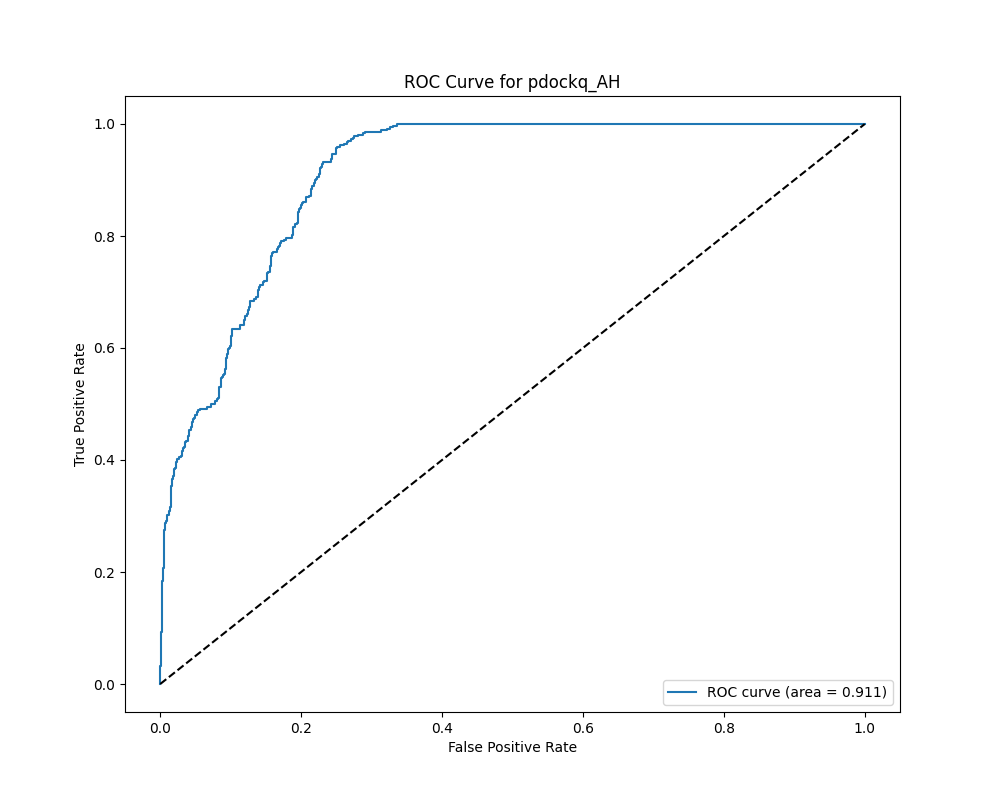 ROC Curve for pdockq_AH
1.0
0.8
0.6
0.4
0.2
0.0
True Positive Rate
0.0 0.2 0.4 0.6 0.8 1.0
False Positive Rate
ROC curve (area = 0.911)